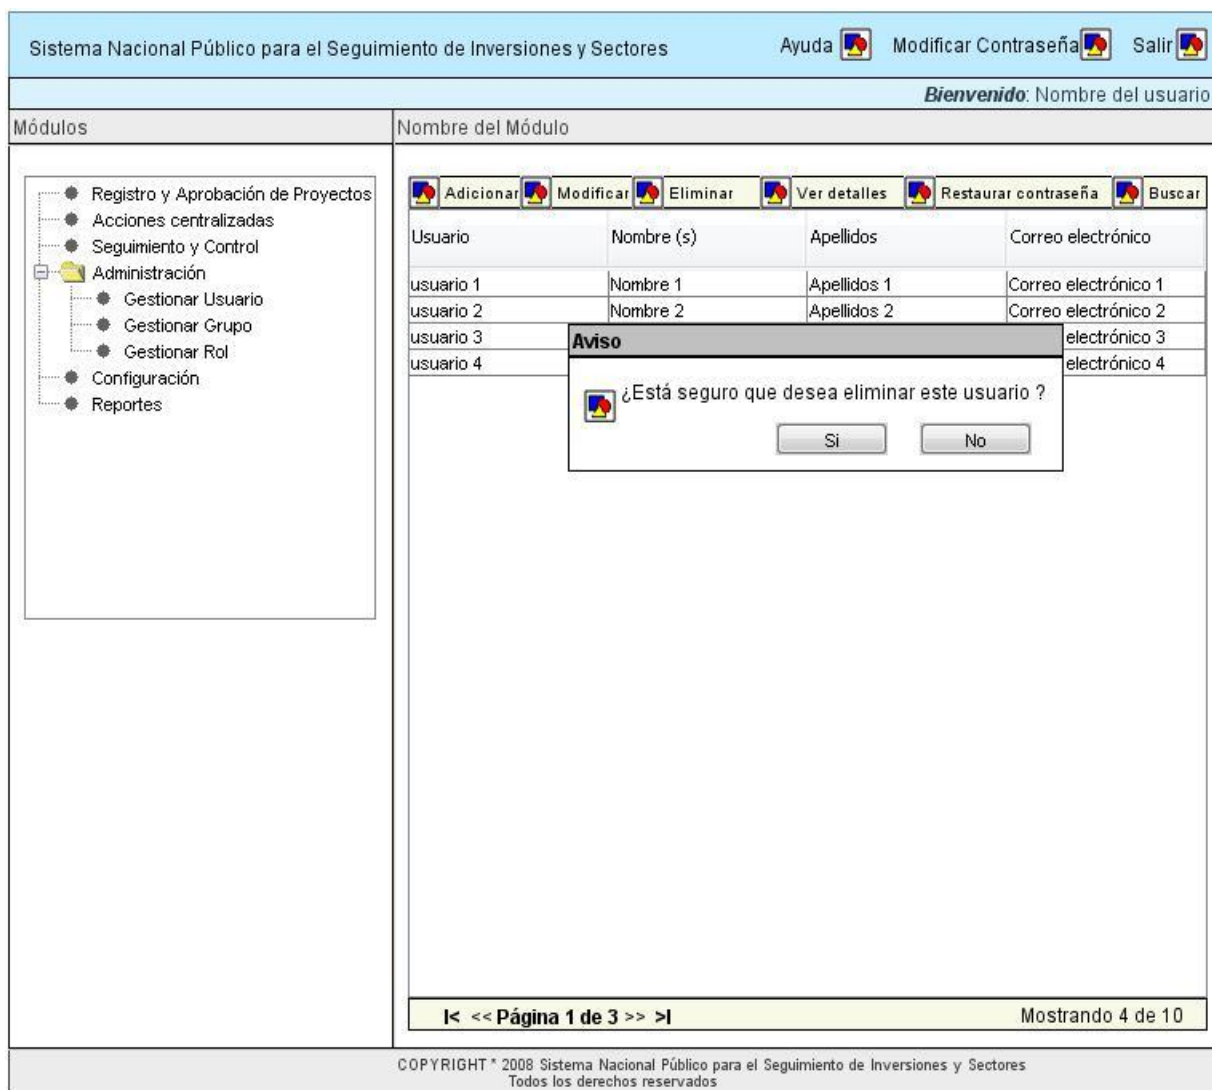 Sistema Nacional Público para el Seguimiento de Inversiones y Sectores
Ayuda
Modificar Contraseña
Salir
Bienvenido: Nombre del usuario
Módulos
Nombre del Módulo
Registro y Aprobación de Proyectos
Acciones centralizadas
Seguimiento y Control
Administración
Gestionar Usuario
Gestionar Grupo
Gestionar Rol
Configuración
Reportes
Adicionar Modificar Eliminar Ver detalles Restaurar contraseña Buscar
Usuario Nombre (s) Apellidos Correo electrónico
usuario 1 Nombre 1 Apellidos 1 Correo electrónico 1
usuario 2 Nombre 2 Apellidos 2 Correo electrónico 2
usuario 3 electrónico 3
usuario 4 electrónico 4
Aviso
¿Está seguro que desea eliminar este usuario ?
Si No
|< << Página 1 de 3 >> >|
Mostrando 4 de 10
COPYRIGHT * 2008 Sistema Nacional Público para el Seguimiento de Inversiones y Sectores
Todos los derechos reservados